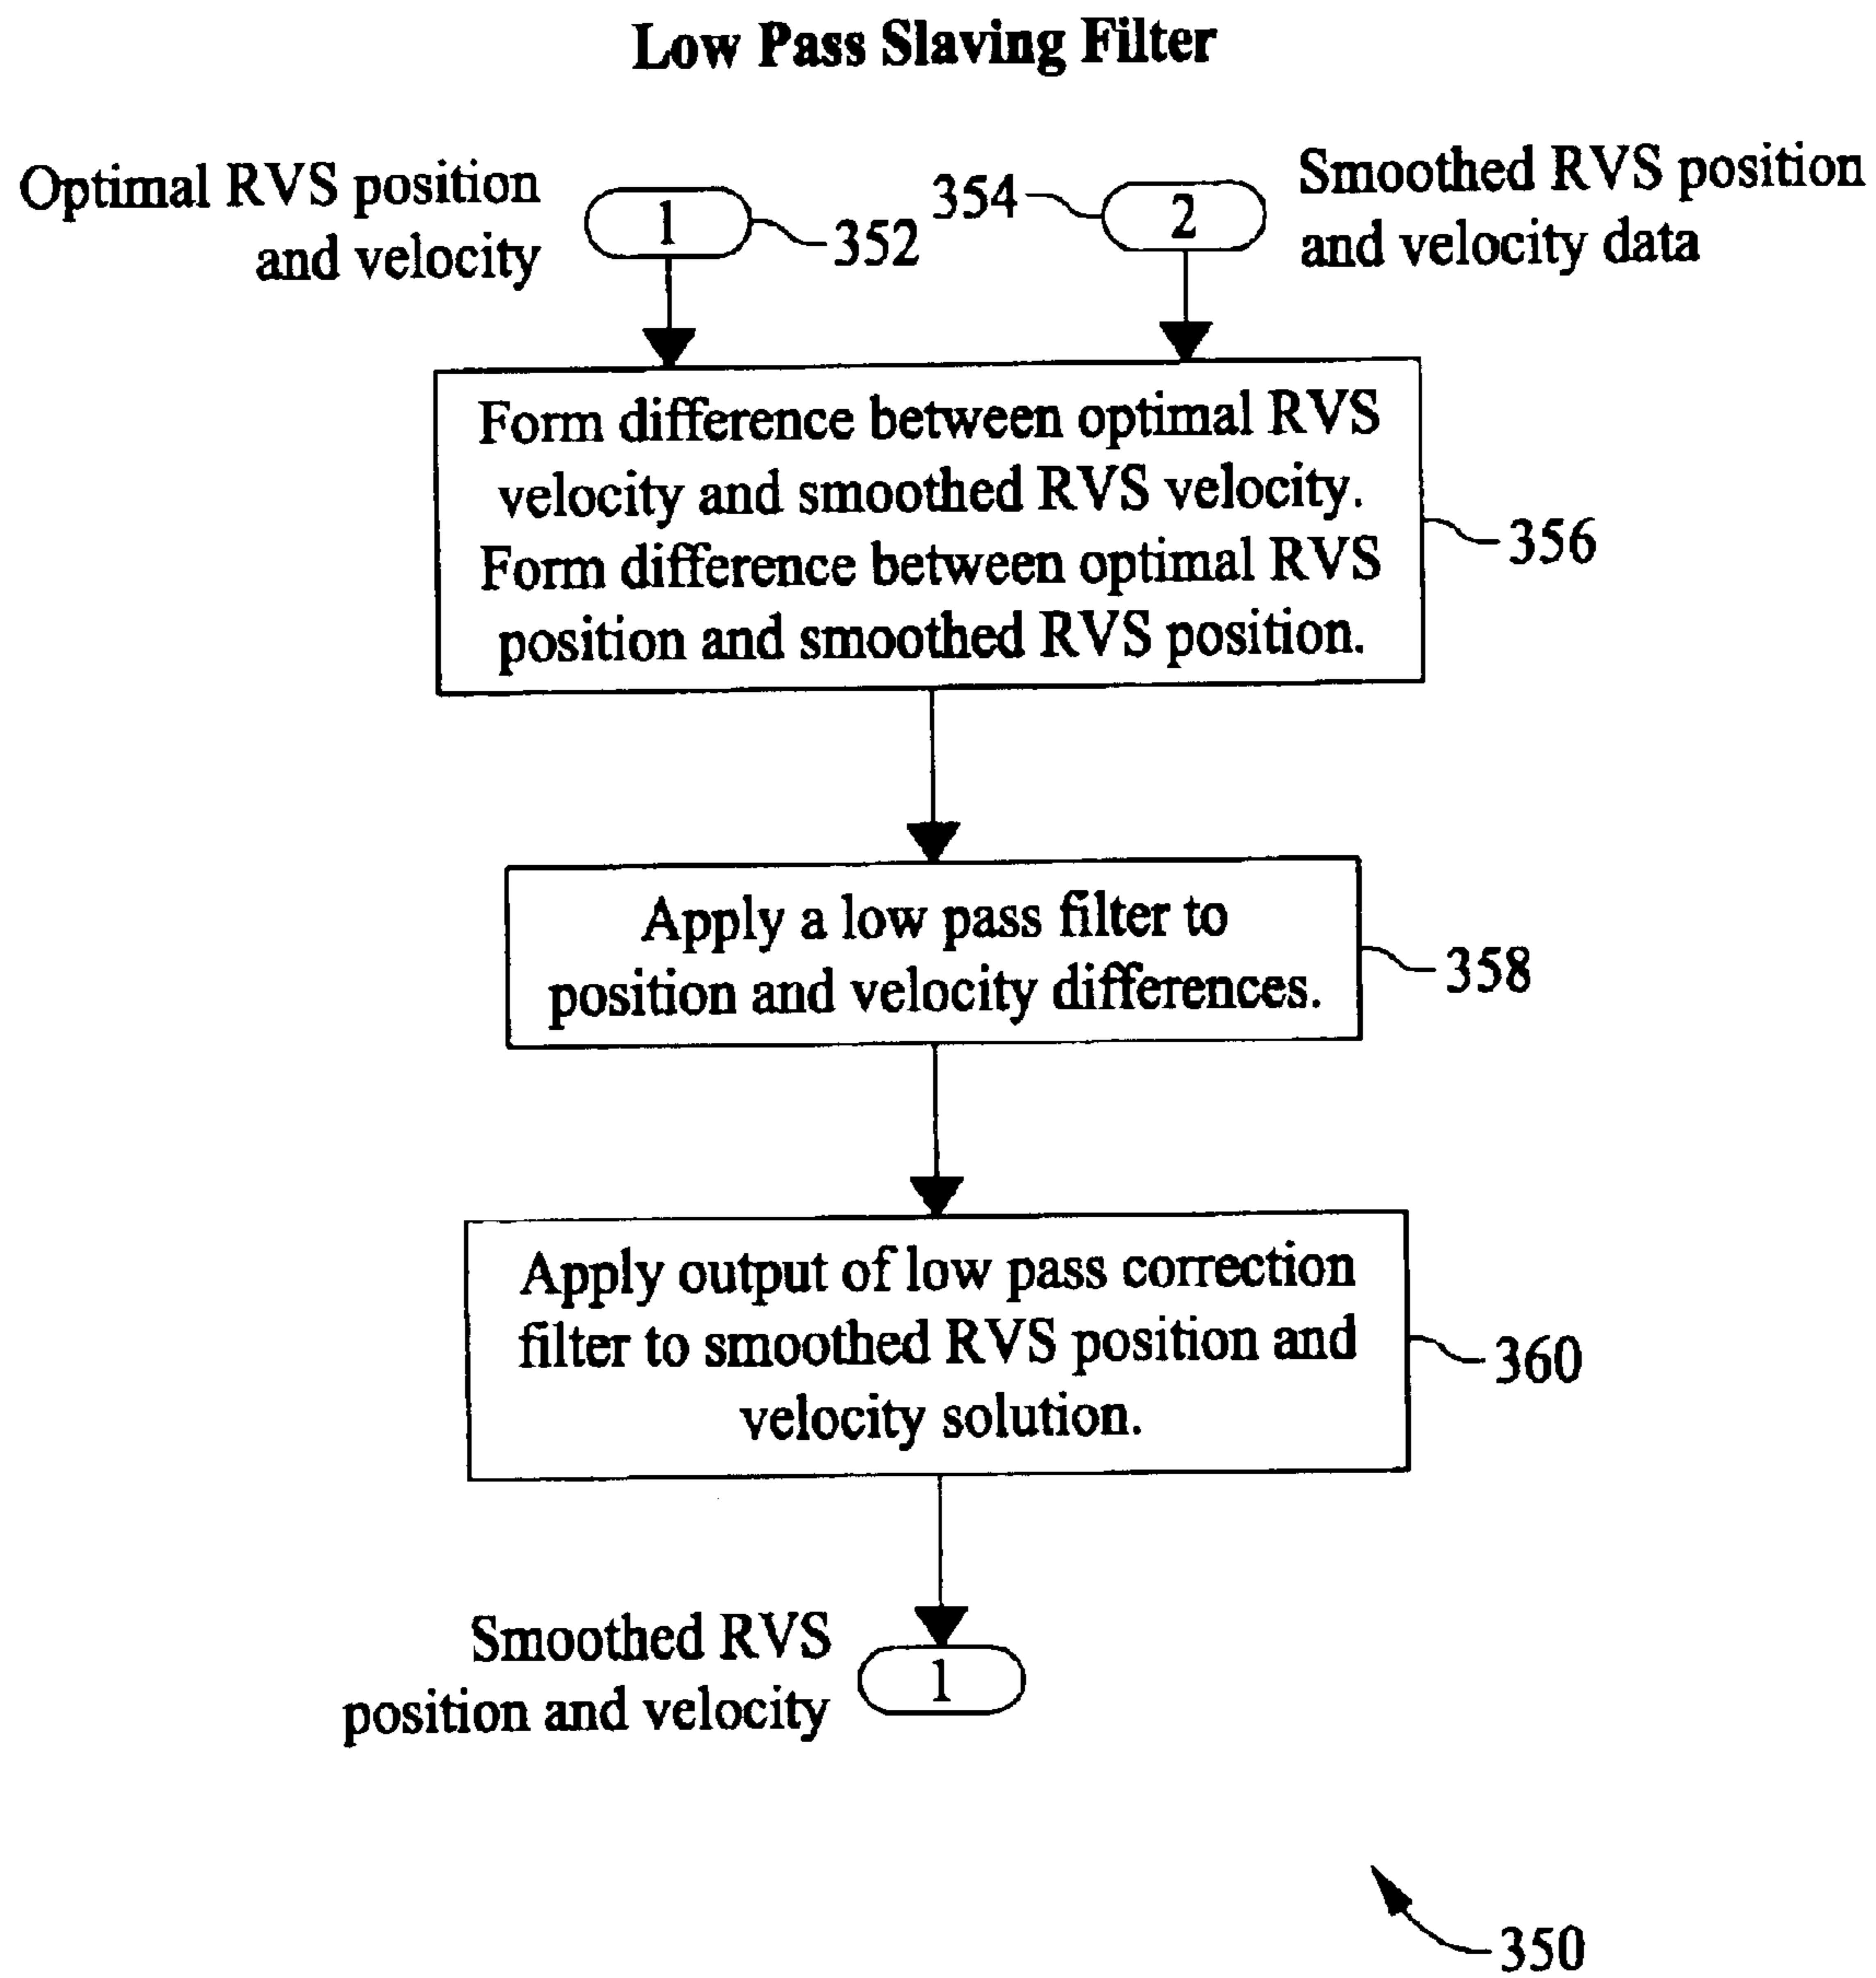 Low Pass Slaving Filter
Optimal RVS position
and velocity
1
352
354
2
Smoothed RVS position
and velocity data
Form difference between optimal RVS
velocity and smoothed RVS velocity.
Form difference between optimal RVS
position and smoothed RVS position.
356
Apply a low pass filter to
position and velocity differences.
358
Apply output of low pass correction
filter to smoothed RVS position and
velocity solution.
360
Smoothed RVS
position and velocity
1
350